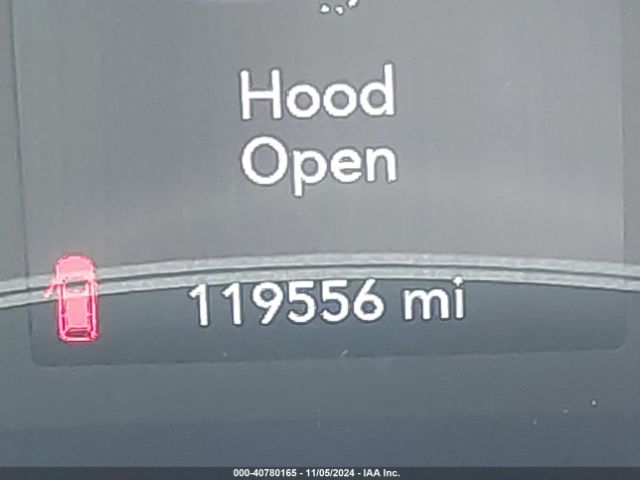 Hood
Open
119556 mi
000-40780165 - 11/05/2024 - IAA Inc.